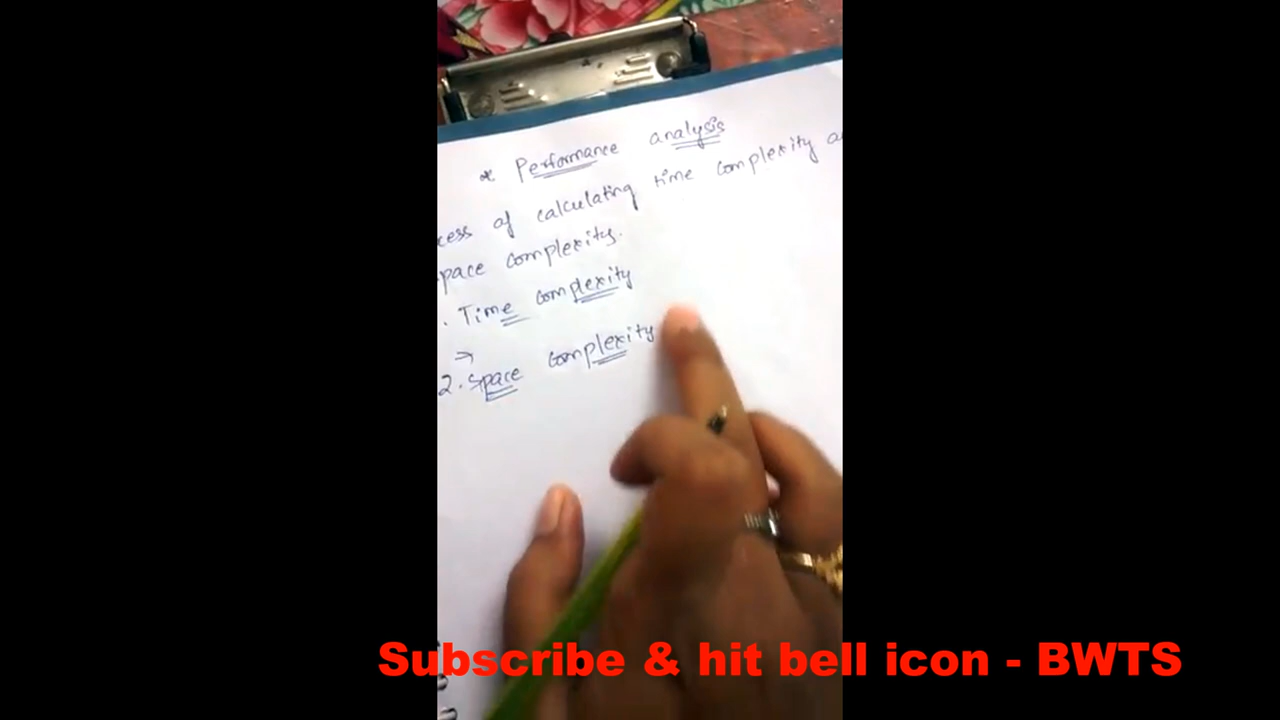 * Performance analysis
cess of calculating time complexity a
pace complexity.
. Time complexity
→
2. Space complexity
Subscribe & hit bell icon - BWTS